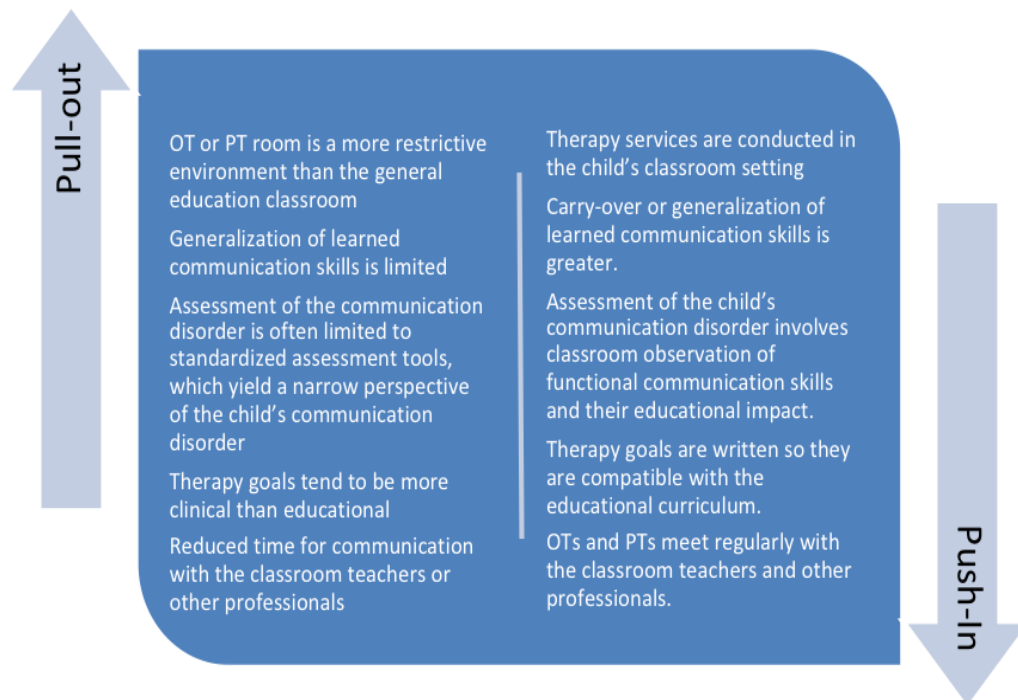 Pull-out
OT or PT room is a more restrictive
environment than the general
education classroom
Generalization of learned
communication skills is limited
Assessment of the communication
disorder is often limited to
standardized assessment tools,
which yield a narrow perspective
of the child’s communication
disorder
Therapy goals tend to be more
clinical than educational
Reduced time for communication
with the classroom teachers or
other professionals
Therapy services are conducted in
the child’s classroom setting
Carry-over or generalization of
learned communication skills is
greater.
Assessment of the child’s
communication disorder involves
classroom observation of
functional communication skills
and their educational impact.
Therapy goals are written so they
are compatible with the
educational curriculum.
OTs and PTs meet regularly with
the classroom teachers and other
professionals.
Push-In